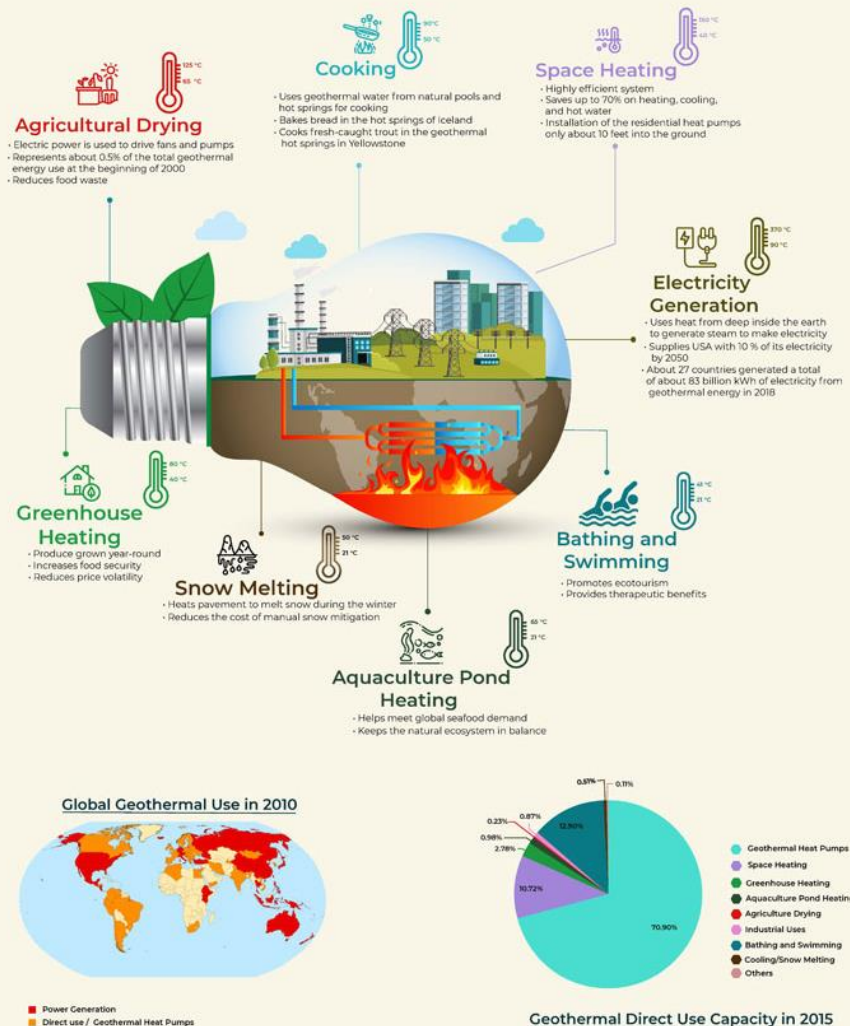 Cooking
90°C
50 °C
• Uses geothermal water from natural pools and
hot springs for cooking
• Bakes bread in the hot springs of Iceland
• Cooks fresh-caught trout in the geothermal
hot springs in Yellowstone
Space Heating
• Highly efficient system
• Saves up to 70% on heating, cooling,
and hot water
• Installation of the residential heat pumps
only about 10 feet into the ground
Agricultural Drying
125 °C
65 °C
• Electric power is used to drive fans and pumps
• Represents about 0.5% of the total geothermal
energy use at the beginning of 2000
• Reduces food waste
Electricity
Generation
370 °C
90 °C
• Uses heat from deep inside the earth
to generate steam to make electricity
• Supplies USA with 10 % of its electricity
by 2050
• About 27 countries generated a total
of about 83 billion kWh of electricity from
geothermal energy in 2018
Greenhouse
Heating
80 °C
60 °C
• Produce grown year-round
• Increases food security
• Reduces price volatility
Snow Melting
50 °C
21 °C
• Heats pavement to melt snow during the winter
• Reduces the cost of manual snow mitigation
Bathing and
Swimming
21 °C
• Promotes ecotourism
• Provides therapeutic benefits
Aquaculture Pond
Heating
65 °C
21 °C
• Helps meet global seafood demand
• Keeps the natural ecosystem in balance
Global Geothermal Use in 2010
Power Generation
Direct use / Geothermal Heat Pumps
0.51%
0.11%
0.87%
12.90%
0.23%
0.98%
2.78%
10.72%
70.90%
Geothermal Heat Pumps
Space Heating
Greenhouse Heating
Aquaculture Pond Heating
Agriculture Drying
Industrial Uses
Bathing and Swimming
Cooling/Snow Melting
Others
Geothermal Direct Use Capacity in 2015